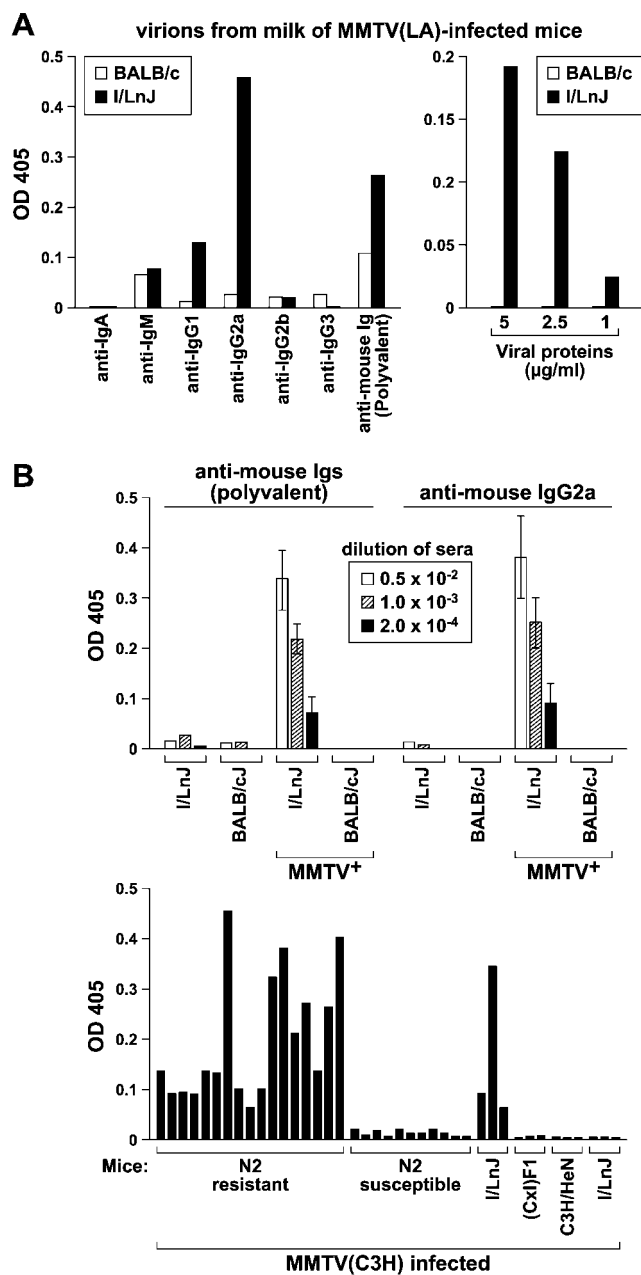 A
virions from milk of MMTV(LA)-infected mice
BALB/c
I/LnJ
OD 405
0.5
0.4
0.3
0.2
0.1
0
anti-IgA
anti-IgM
anti-IgG1
anti-IgG2a
anti-IgG2b
anti-IgG3
anti-mouse Ig
(Polyvalent)
BALB/c
I/LnJ
0.2
0.15
0.2
0.05
0
5 2.5 1
Viral proteins
(µg/ml)
B
anti-mouse Igs
(polyvalent)
anti-mouse IgG2a
dilution of sera
0.5 x 10-2
1.0 x 10-3
2.0 x 10-4
OD 405
0.5
0.4
0.3
0.2
0.1
0
I/LnJ
BALB/cJ
I/LnJ
BALB/cJ
I/LnJ
BALB/cJ
I/LnJ
BALB/cJ
MMTV+
MMTV+
OD 405
0.5
0.4
0.3
0.2
0.1
0
Mice:
N2
resistant
N2
susceptible
I/LnJ
(CxI)F1
C3H/HeN
I/LnJ
MMTV(C3H) infected